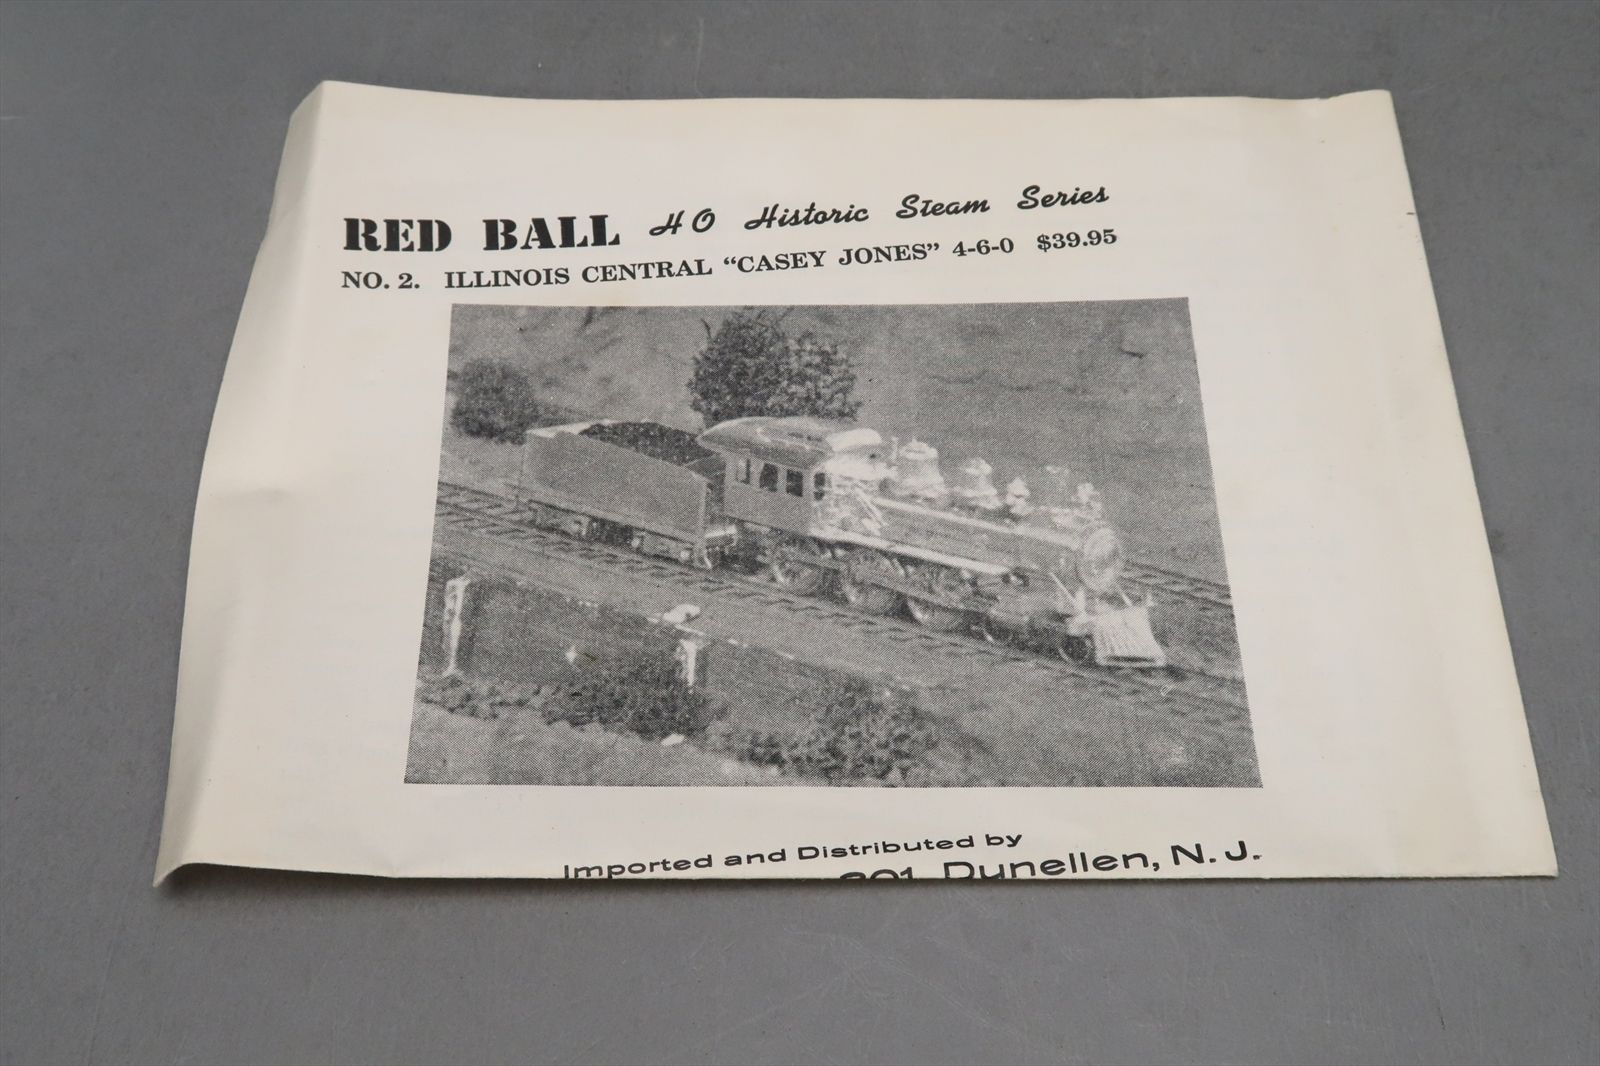 RED BALL HO Historic Steam Series
NO. 2. ILLINOIS CENTRAL "CASEY JONES" 4-6-0 $39.95
Imported and Distributed by
Dunellen, N. J.